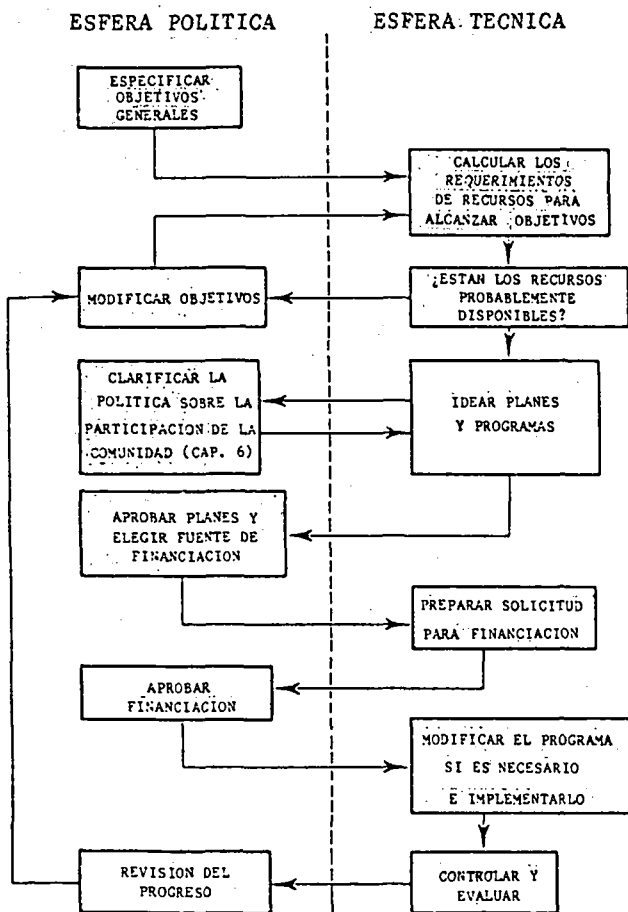 ESFERA POLITICA
ESFERA TECNICA
ESPECIFICAR
OBJETIVOS
GENERALES
CALCULAR LOS
REQUERIMIENTOS
DE RECURSOS PARA
ALCANZAR OBJETIVOS
MODIFICAR OBJETIVOS
¿ESTAN LOS RECURSOS
PROBABLEMENTE
DISPONIBLES?
CLARIFICAR LA
POLITICA SOBRE LA
PARTICIPACION DE LA
COMUNIDAD (CAP. 6)
IDEAR PLANES
Y PROGRAMAS
APROBAR PLANES Y
ELEGIR FUENTE DE
FINANCIACION
PREPARAR SOLICITUD
PARA FINANCIACION
APROBAR
FINANCIACION
MODIFICAR EL PROGRAMA
SI ES NECESARIO
E IMPLEMENTARLO
REVISION DEL
PROGRESO
CONTROLAR Y
EVALUAR